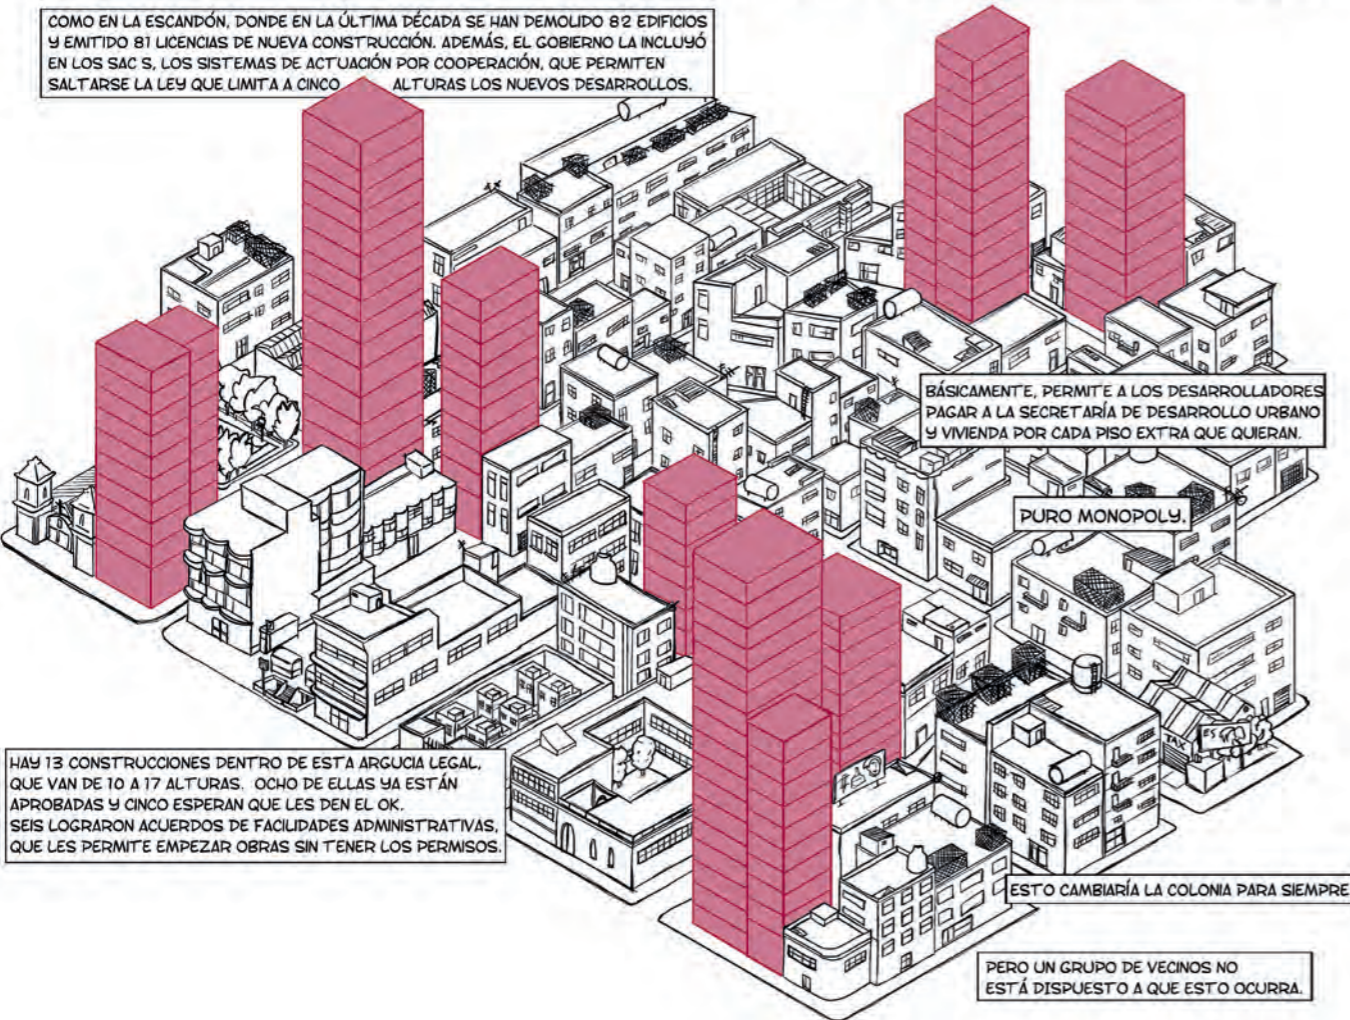 COMO EN LA ESCANDÓN, DONDE EN LA ÚLTIMA DÉCADA SE HAN DEMOLIDO 82 EDIFICIOS
Y EMITIDO 81 LICENCIAS DE NUEVA CONSTRUCCIÓN. ADEMÁS, EL GOBIERNO LA INCLUYÓ
EN LOS SAC S, LOS SISTEMAS DE ACTUACIÓN POR COOPERACIÓN, QUE PERMITEN
SALTARSE LA LEY QUE LIMITA A CINCO ALTURAS LOS NUEVOS DESARROLLOS.
BÁSICAMENTE, PERMITE A LOS DESARROLLADORES
PAGAR A LA SECRETARÍA DE DESARROLLO URBANO
Y VIVIENDA POR CADA PISO EXTRA QUE QUIERAN.
PURO MONOPOLY.
TAX
HAY 13 CONSTRUCCIONES DENTRO DE ESTA ARGUCIA LEGAL,
QUE VAN DE 10 A 17 ALTURAS. OCHO DE ELLAS YA ESTÁN
APROBADAS Y CINCO ESPERAN QUE LES DEN EL OK.
SEIS LOGRARON ACUERDOS DE FACILIDADES ADMINISTRATIVAS,
QUE LES PERMITE EMPEZAR OBRAS SIN TENER LOS PERMISOS.
ESTO CAMBIARÍA LA COLONIA PARA SIEMPRE
PERO UN GRUPO DE VECINOS NO
ESTÁ DISPUESTO A QUE ESTO OCURRA.